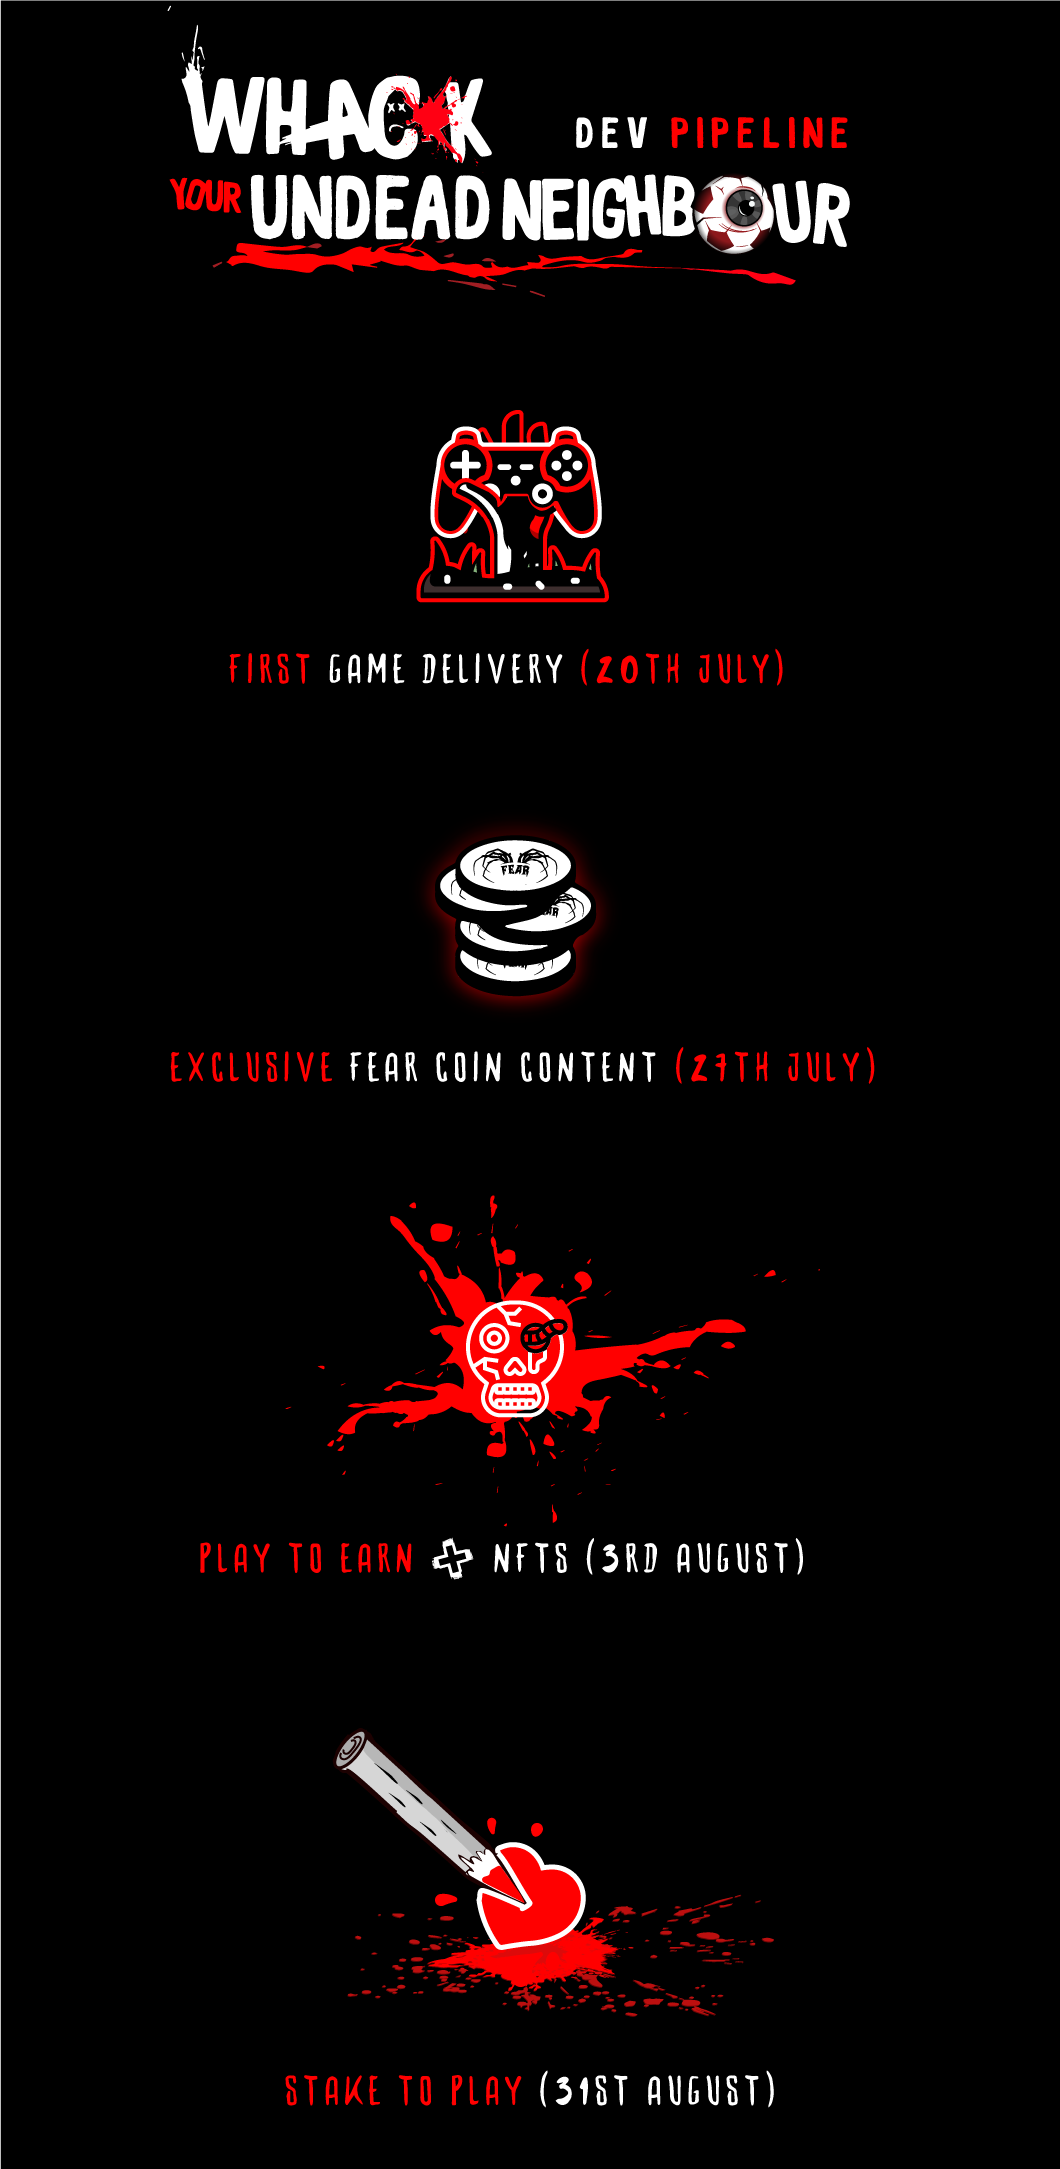 WHACK
DEV PIPELINE
YOUR UNDEAD NEIGHBOUR
FIRST GAME DELIVERY (20TH JULY)
FEAR
EXCLUSIVE FEAR COIN CONTENT (27TH JULY)
PLAY TO EARN + NFTS (3RD AUGUST)
STAKE TO PLAY (31ST AUGUST)